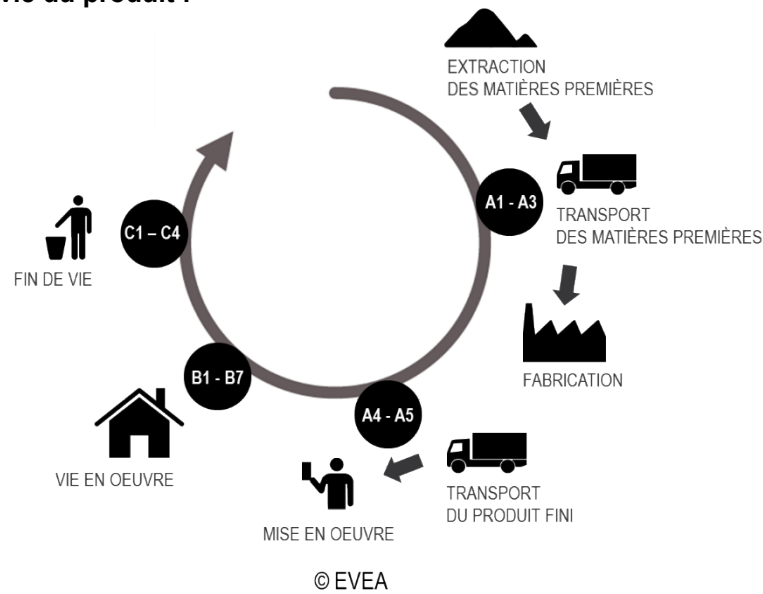 vie du produit :
EXTRACTION
DES MATIÈRES PREMIÈRES
A1 - A3
TRANSPORT
DES MATIÈRES PREMIÈRES
FABRICATION
A4 - A5
TRANSPORT
DU PRODUIT FINI
MISE EN OEUVRE
B1 - B7
VIE EN OEUVRE
C1 – C4
FIN DE VIE
© EVEA